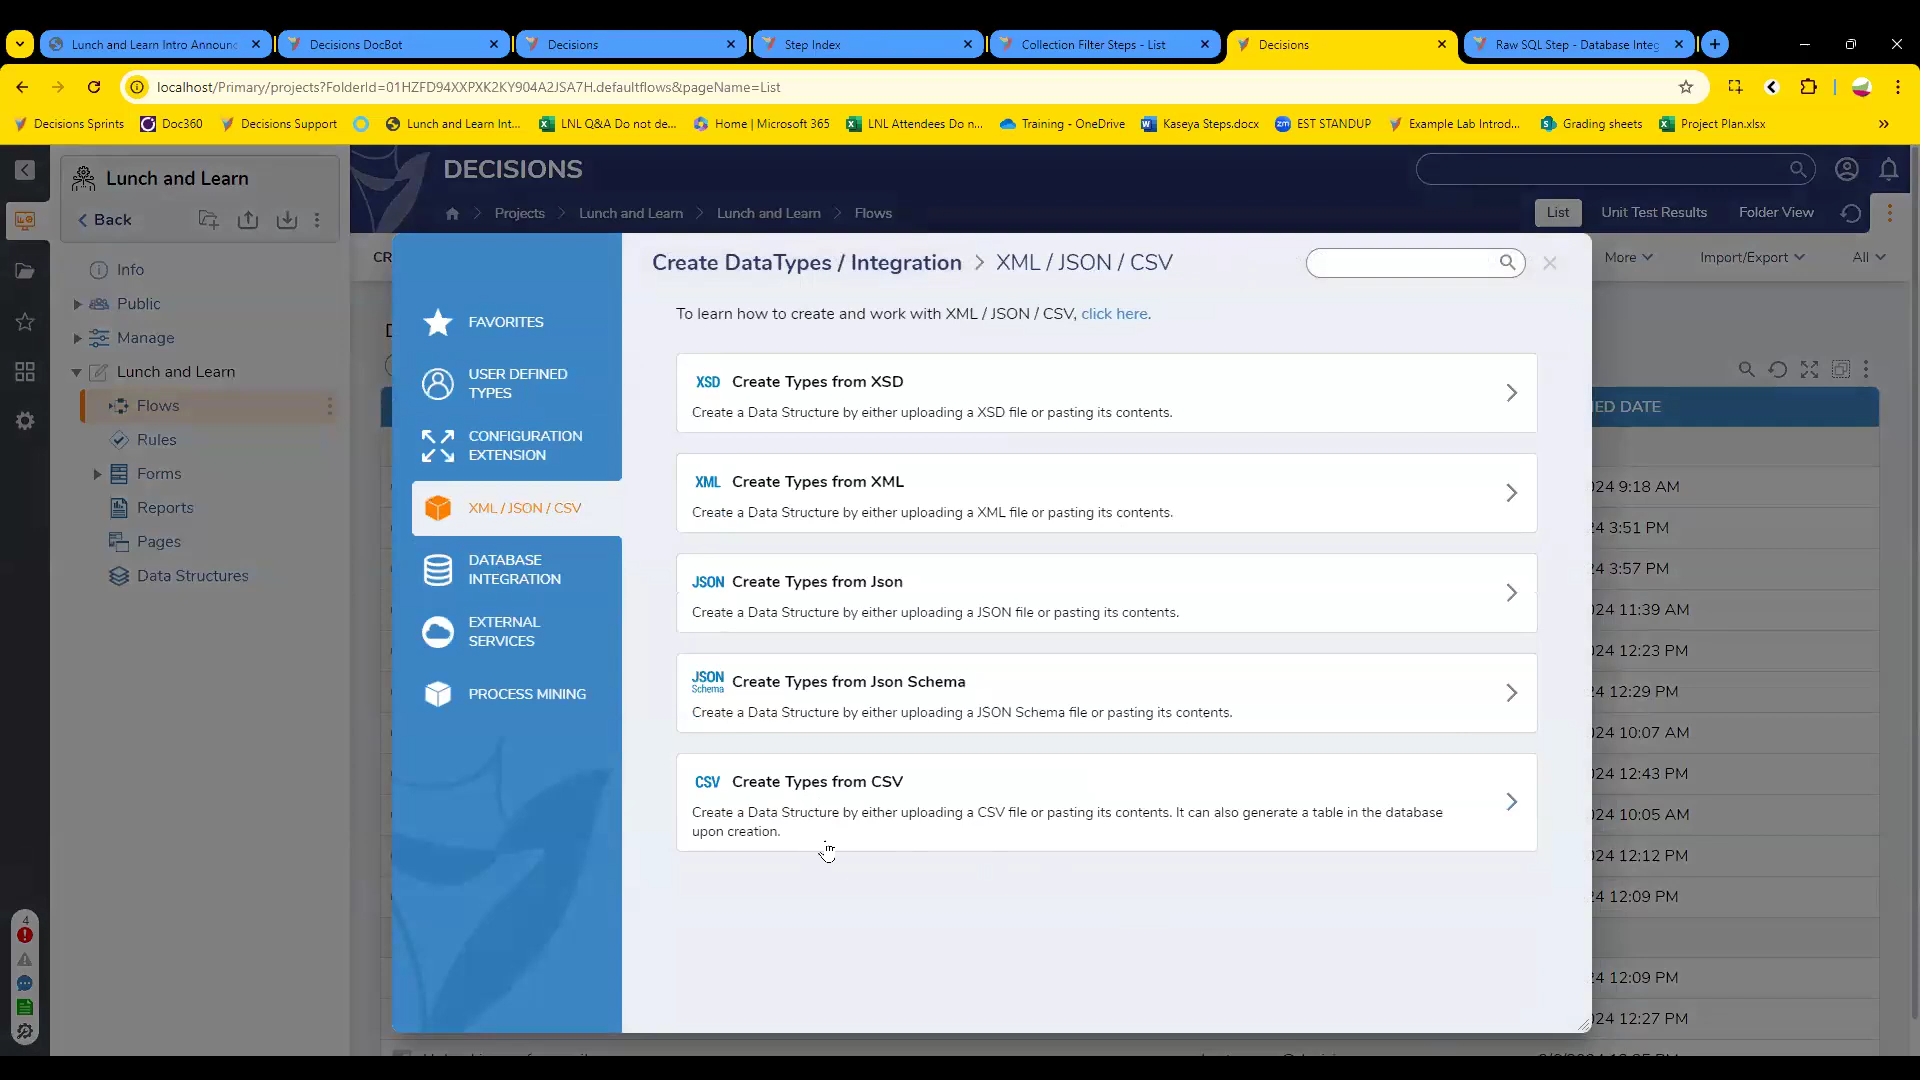 Lunch and Learn Intro Announ
Decisions DocBot
Decisions
Step Index
Collection Filter Steps - List
Decisions
Raw SQL Step - Database Integ
localhost/Primary/projects?FolderId=01HZFD94XXPXK2KY904A2JSA7H.defaultflows&pageName=List
Decisions Sprints
Doc360
Decisions Support
Lunch and Learn Int...
LNL Q&A Do not de...
Home | Microsoft 365
LNL Attendees Do n...
Training - OneDrive
Kaseya Steps.docx
EST STANDUP
Example Lab Introd...
Grading sheets
Project Plan.xlsx
Lunch and Learn
Back
DECISIONS
Projects > Lunch and Learn > Lunch and Learn > Flows
List
Unit Test Results
Folder View
Info
Public
Manage
Lunch and Learn
Flows
Rules
Forms
Reports
Pages
Data Structures
CR
More
Import/Export
All
FAVORITES
USER DEFINED
TYPES
CONFIGURATION
EXTENSION
XML / JSON / CSV
DATABASE
INTEGRATION
EXTERNAL
SERVICES
PROCESS MINING
Create DataTypes / Integration > XML / JSON / CSV
To learn how to create and work with XML / JSON / CSV, click here.
XSD Create Types from XSD
Create a Data Structure by either uploading a XSD file or pasting its contents.
XML Create Types from XML
Create a Data Structure by either uploading a XML file or pasting its contents.
JSON Create Types from Json
Create a Data Structure by either uploading a JSON file or pasting its contents.
JSON Schema Create Types from Json Schema
Create a Data Structure by either uploading a JSON Schema file or pasting its contents.
CSV Create Types from CSV
Create a Data Structure by either uploading a CSV file or pasting its contents. It can also generate a table in the database
upon creation.
IED DATE
024 9:18 AM
24 3:51 PM
24 3:57 PM
024 11:39 AM
024 12:23 PM
024 12:29 PM
024 10:07 AM
024 12:43 PM
024 10:05 AM
024 12:12 PM
024 12:09 PM
024 12:09 PM
024 12:27 PM
4